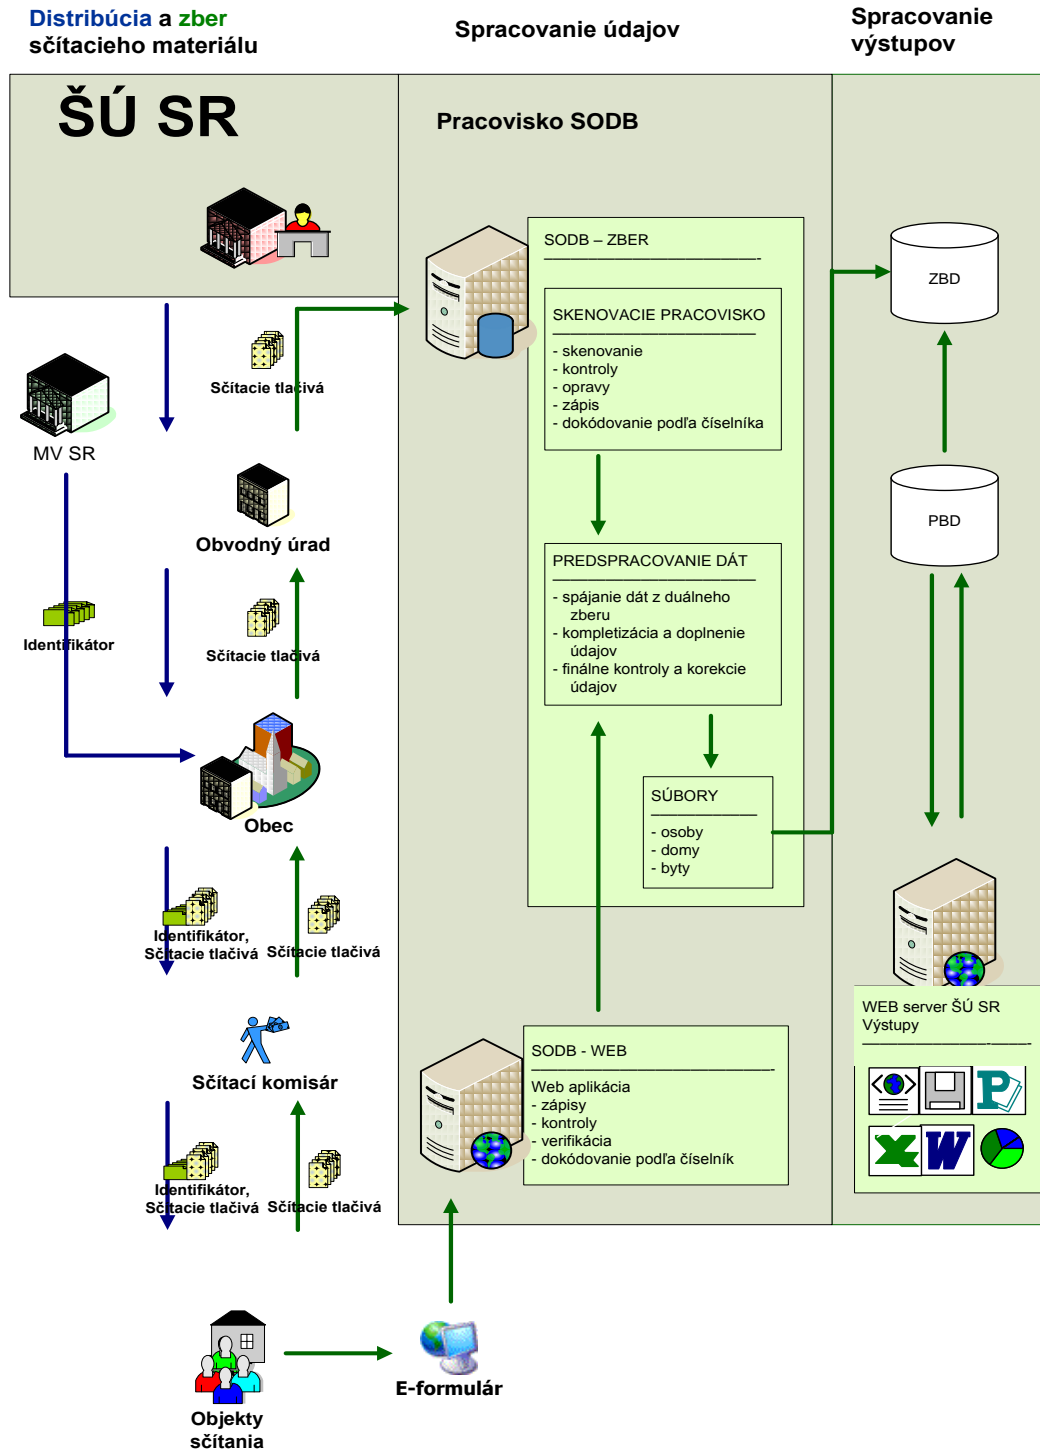 Distribúcia a zber
sčítacieho materiálu
Spracovanie údajov
Spracovanie
výstupov
ŠÚ SR
Pracovisko SODB
SODB – ZBER
SKENOVACIE PRACOVISKO
- skenovanie
- kontroly
- opravy
- zápis
- dokódovanie podľa číselníka
ZBD
Sčítacie tlačivá
MV SR
Obvodný úrad
PBD
PREDSPRACOVANIE DÁT
- spájanie dát z duálneho
zberu
- kompletizácia a doplnenie
údajov
- finálne kontroly a korekcie
údajov
Identifikátor
Sčítacie tlačivá
Obec
SÚBORY
- osoby
- domy
- byty
Identifikátor,
Sčítacie tlačivá
Sčítacie tlačivá
WEB server ŠÚ SR
Výstupy
SODB - WEB
Web aplikácia
- zápisy
- kontroly
- verifikácia
- dokódovanie podľa číselník
Sčítací komisár
Identifikátor,
Sčítacie tlačivá
Sčítacie tlačivá
E-formulár
Objekty
sčítania